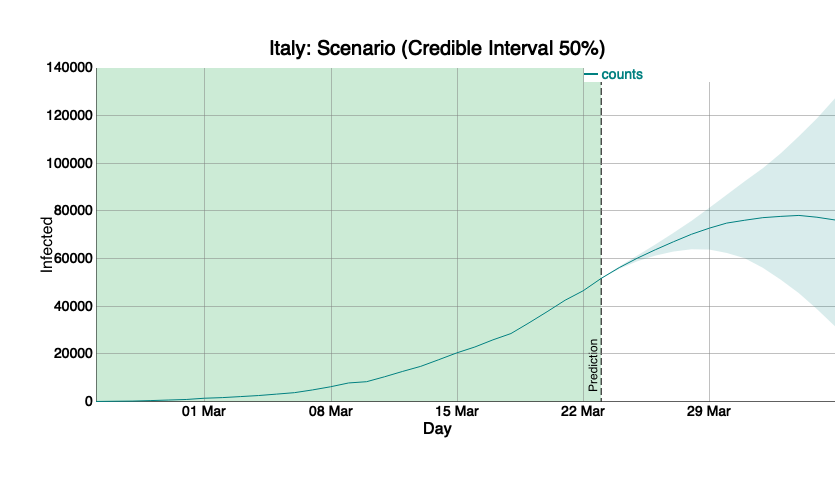 Italy: Scenario (Credible Interval 50%)
counts
140000
120000
100000
80000
60000
40000
20000
0
Infected
Prediction
01 Mar
08 Mar
15 Mar
22 Mar
29 Mar
Day